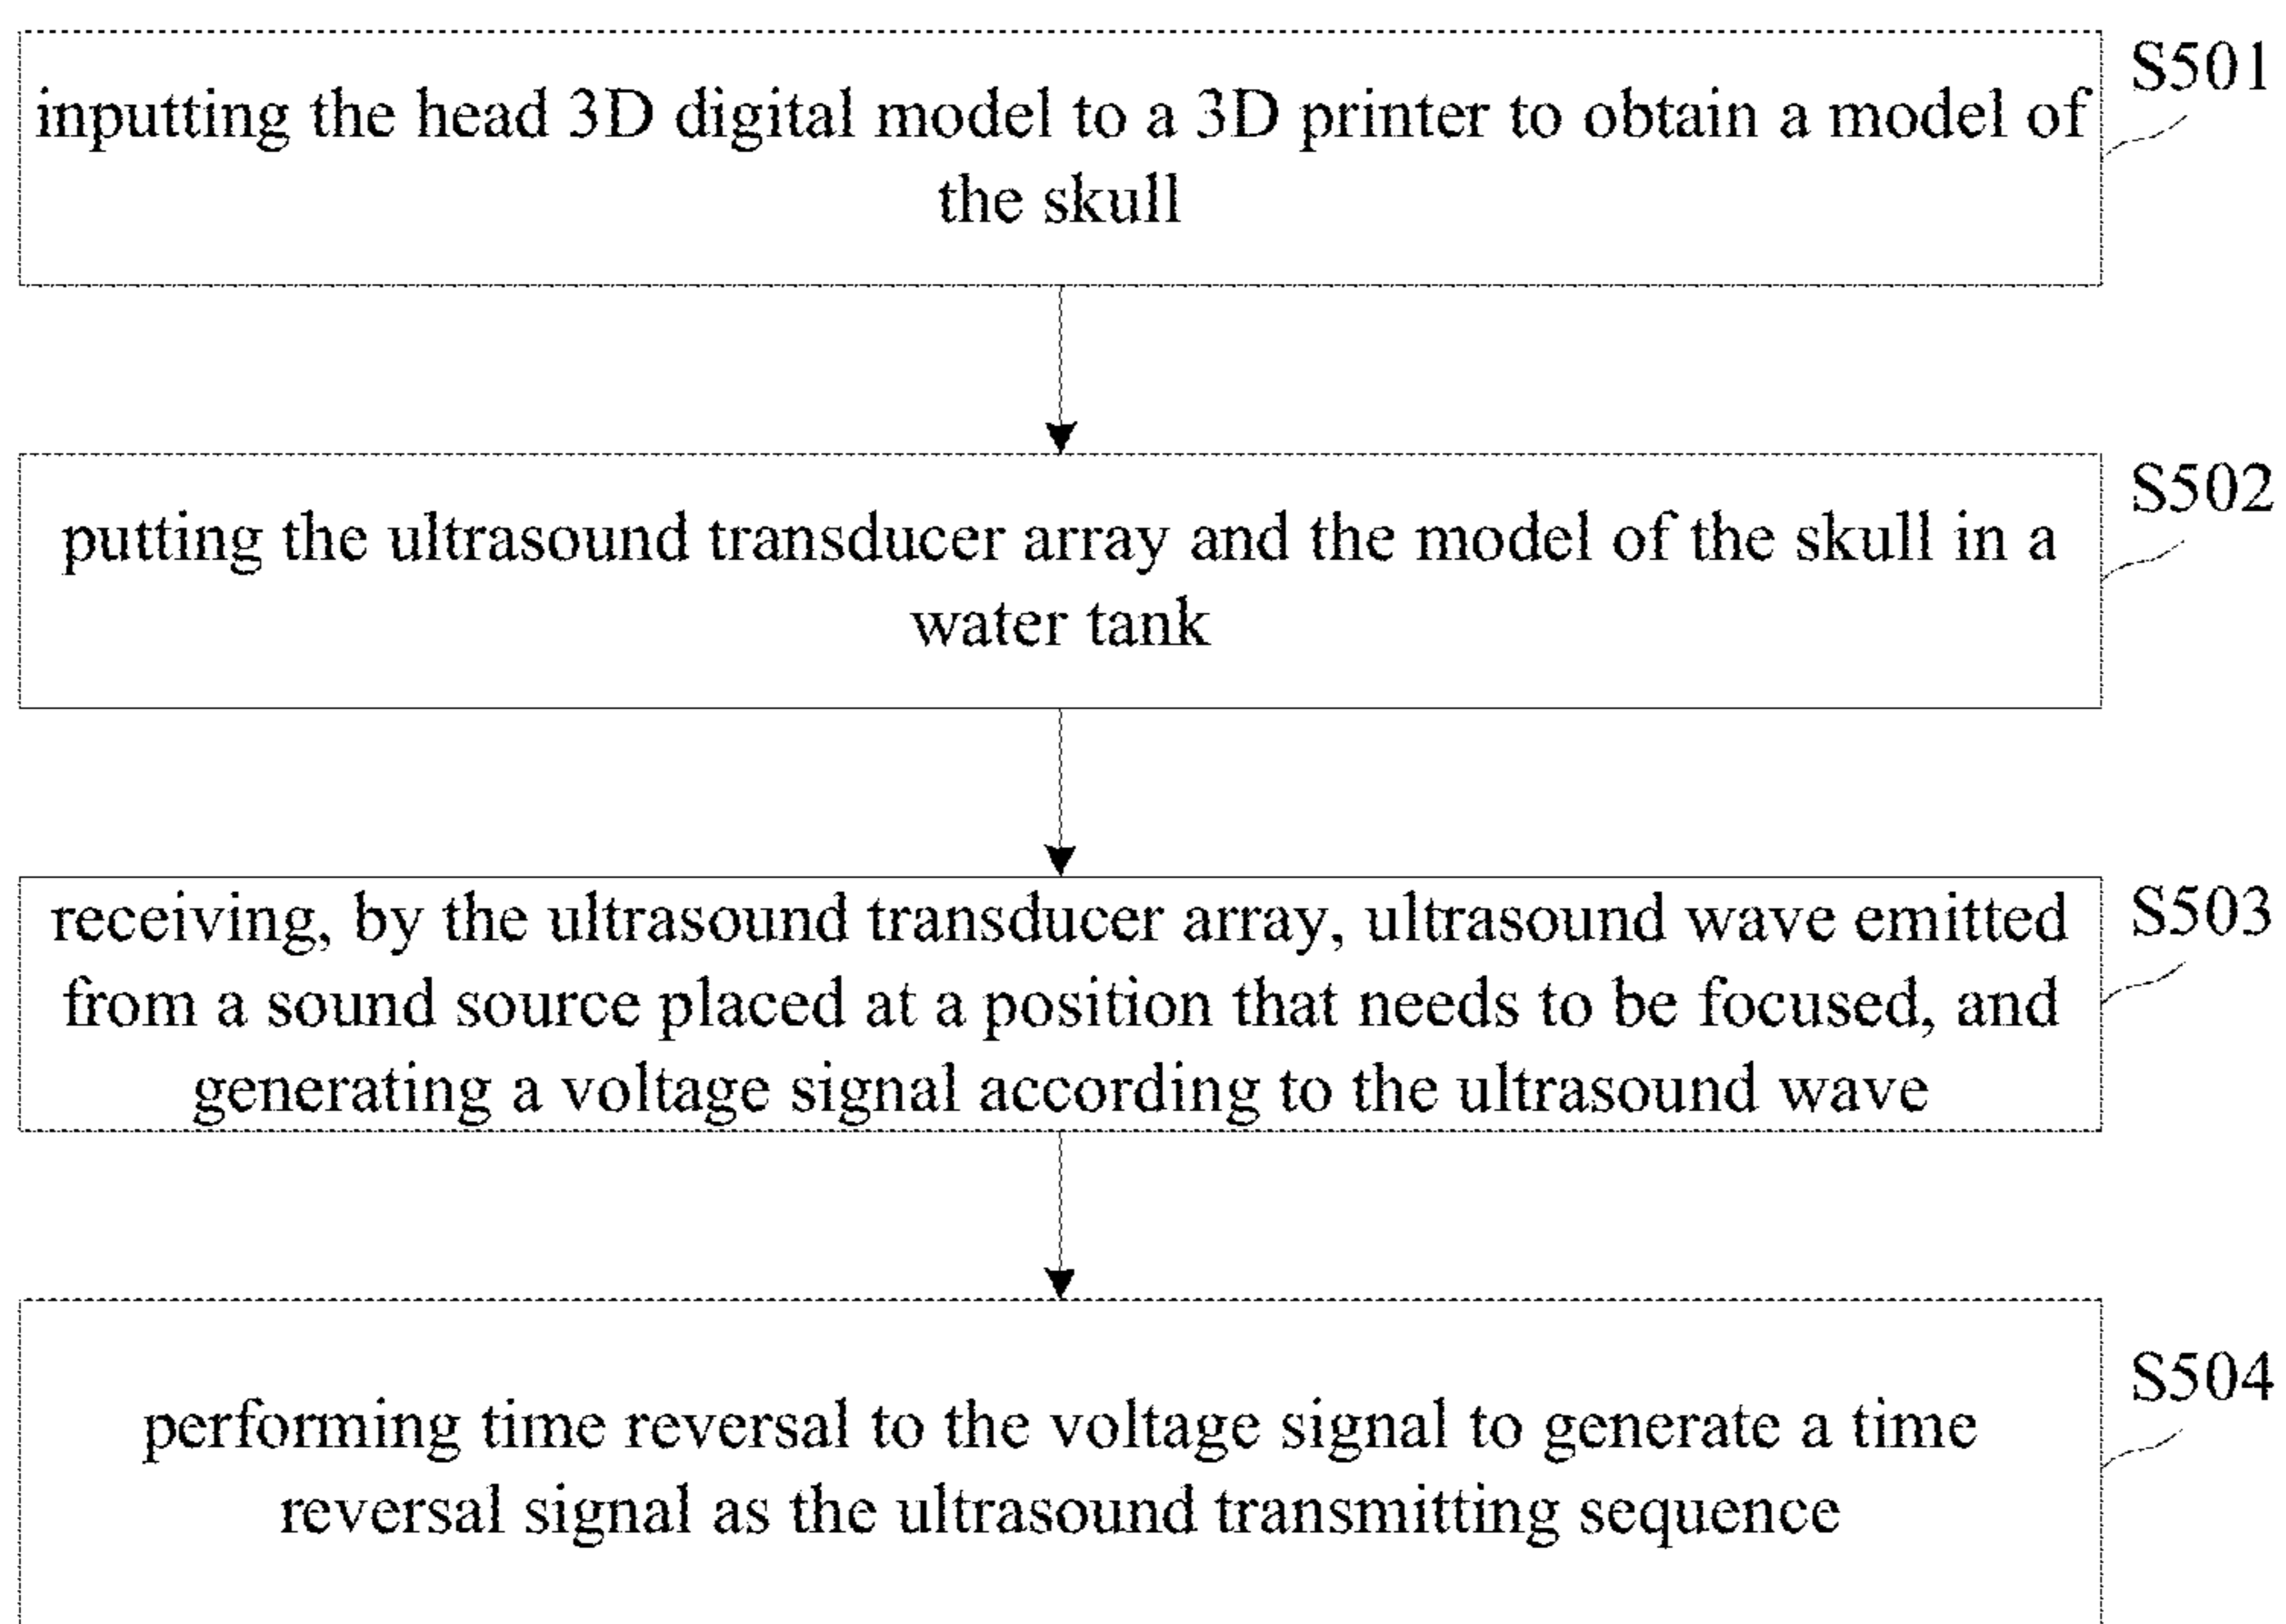 inputting the head 3D digital model to a 3D printer to obtain a model of
the skull
S501
putting the ultrasound transducer array and the model of the skull in a
water tank
S502
receiving, by the ultrasound transducer array, ultrasound wave emitted
from a sound source placed at a position that needs to be focused, and
generating a voltage signal according to the ultrasound wave
S503
performing time reversal to the voltage signal to generate a time
reversal signal as the ultrasound transmitting sequence
S504